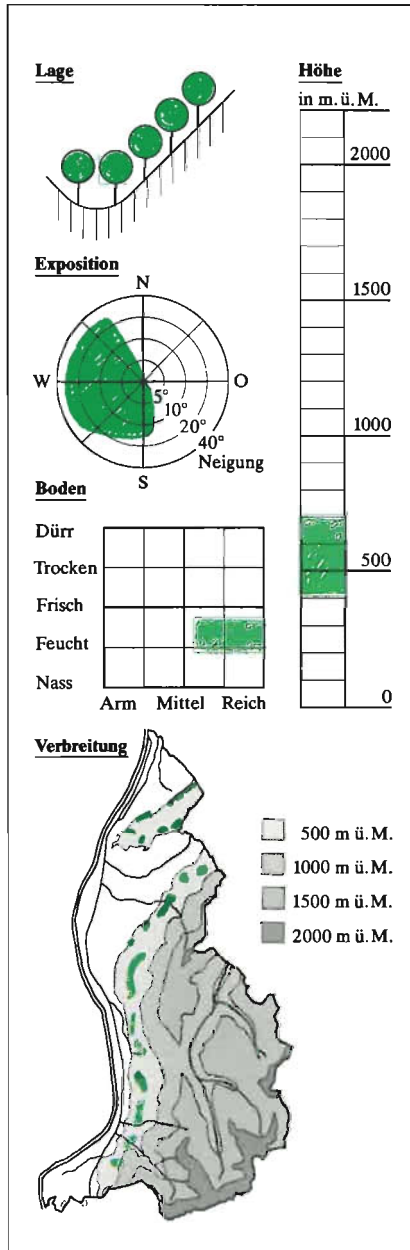 Lage
Höhe
in m. ü. M.
2000
1500
1000
500
0
Exposition
N
W
O
S
5°
10°
20°
40°
Neigung
Boden
Dürr
Trocken
Frisch
Feucht
Nass
Arm Mittel Reich
Verbreitung
500 m ü. M.
1000 m ü. M.
1500 m ü. M.
2000 m ü. M.